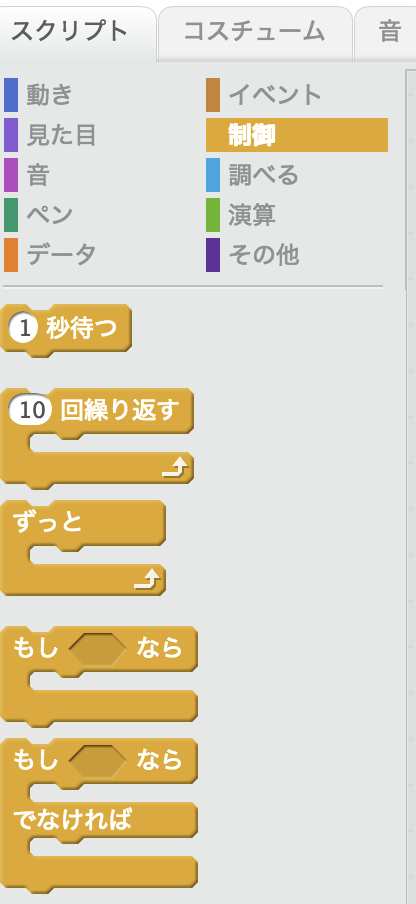 スクリプト コスチューム 音
動き イベント
見た目 制御
音 調べる
ペン 演算
データ その他
1 秒待つ
10 回繰り返す
ずっと
もし なら
もし なら
でなければ